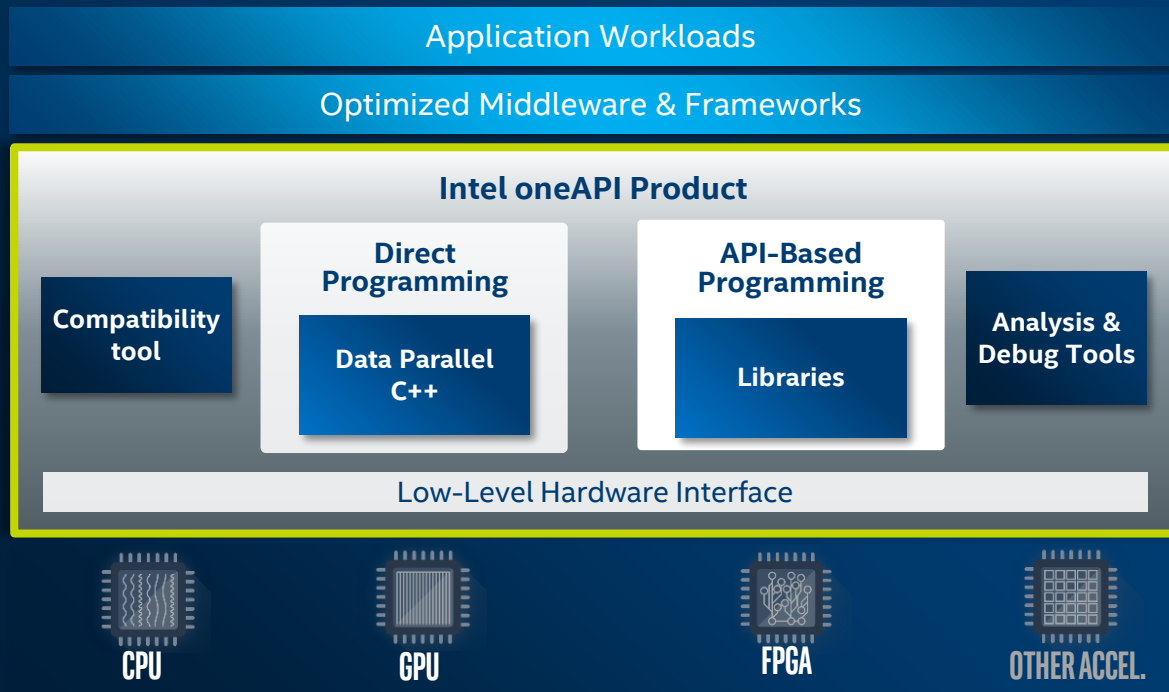 Application Workloads
Optimized Middleware & Frameworks
Intel oneAPI Product
Compatibility
tool
Direct
Programming
Data Parallel
C++
API-Based
Programming
Libraries
Analysis &
Debug Tools
Low-Level Hardware Interface
CPU
GPU
FPGA
OTHER ACCEL.